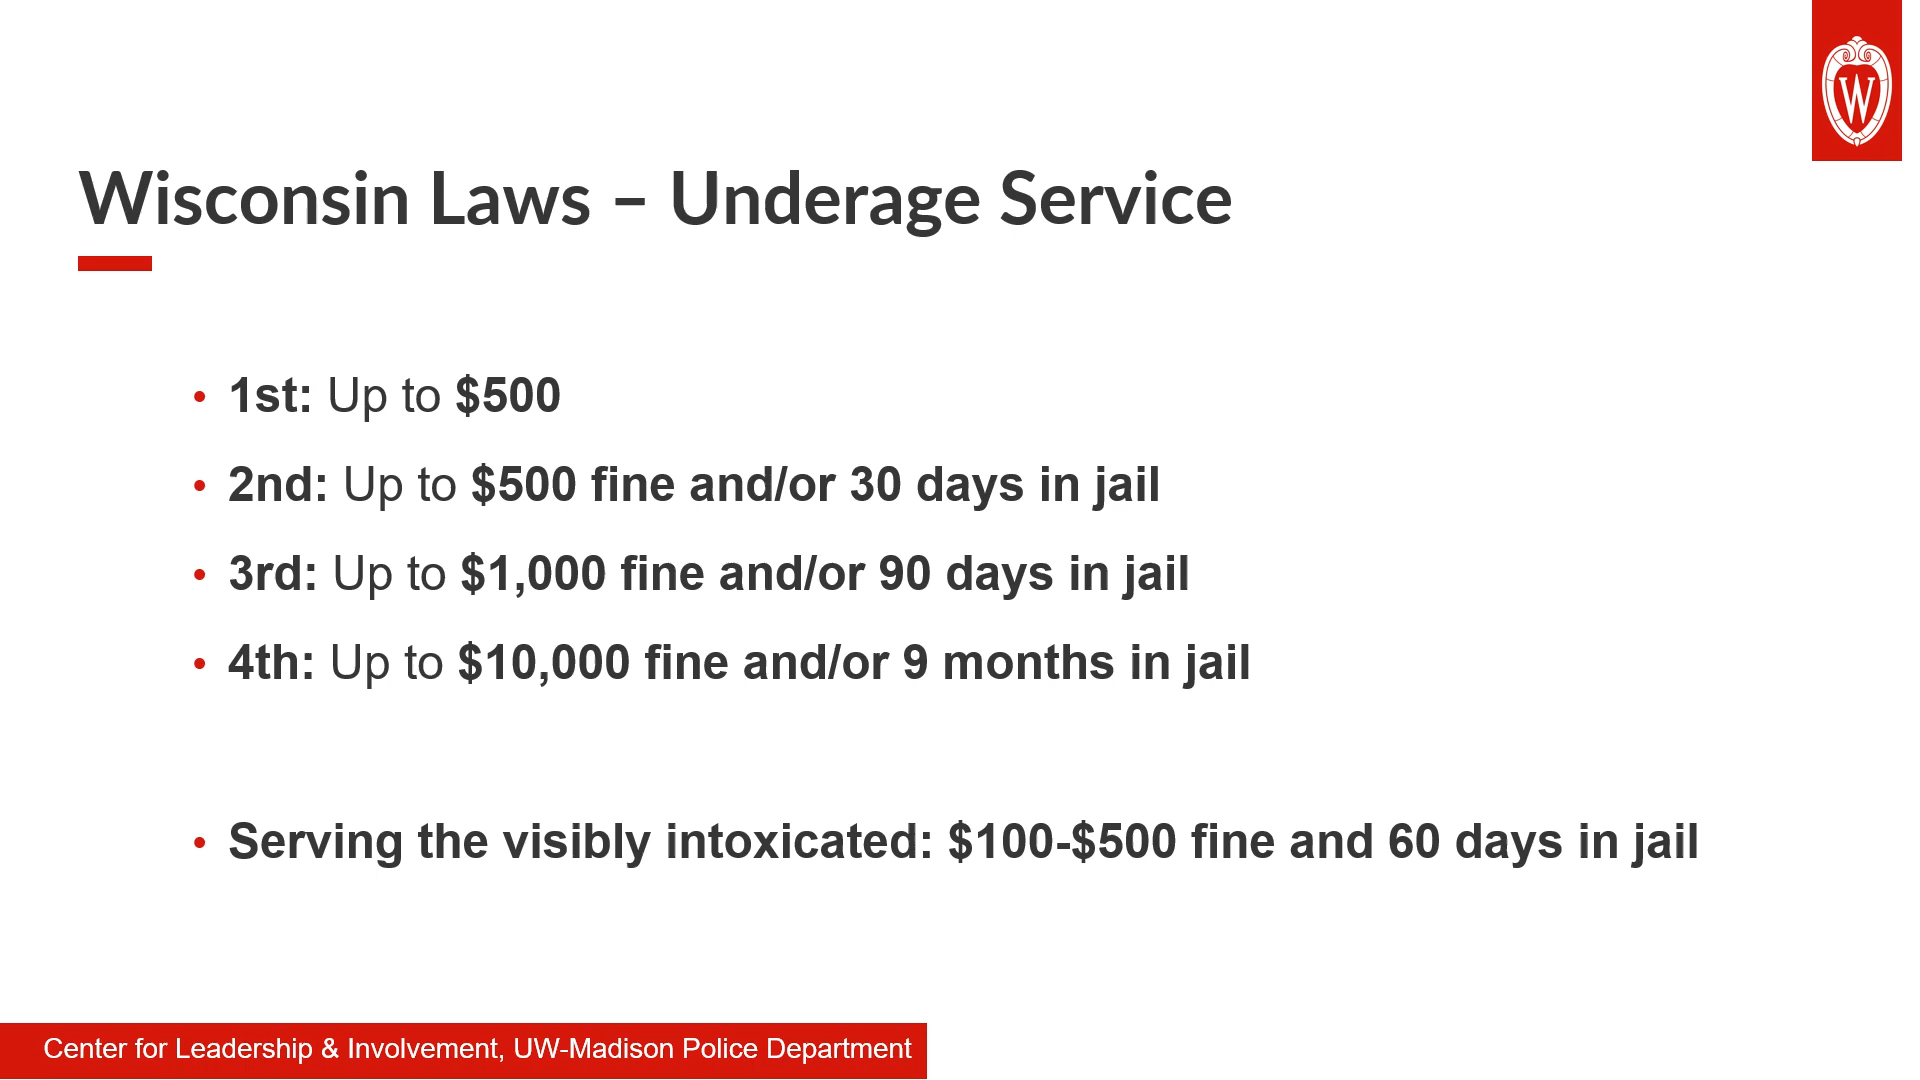 W
Wisconsin Laws – Underage Service
• 1st: Up to $500
• 2nd: Up to $500 fine and/or 30 days in jail
• 3rd: Up to $1,000 fine and/or 90 days in jail
• 4th: Up to $10,000 fine and/or 9 months in jail
• Serving the visibly intoxicated: $100-$500 fine and 60 days in jail
Center for Leadership & Involvement, UW-Madison Police Department